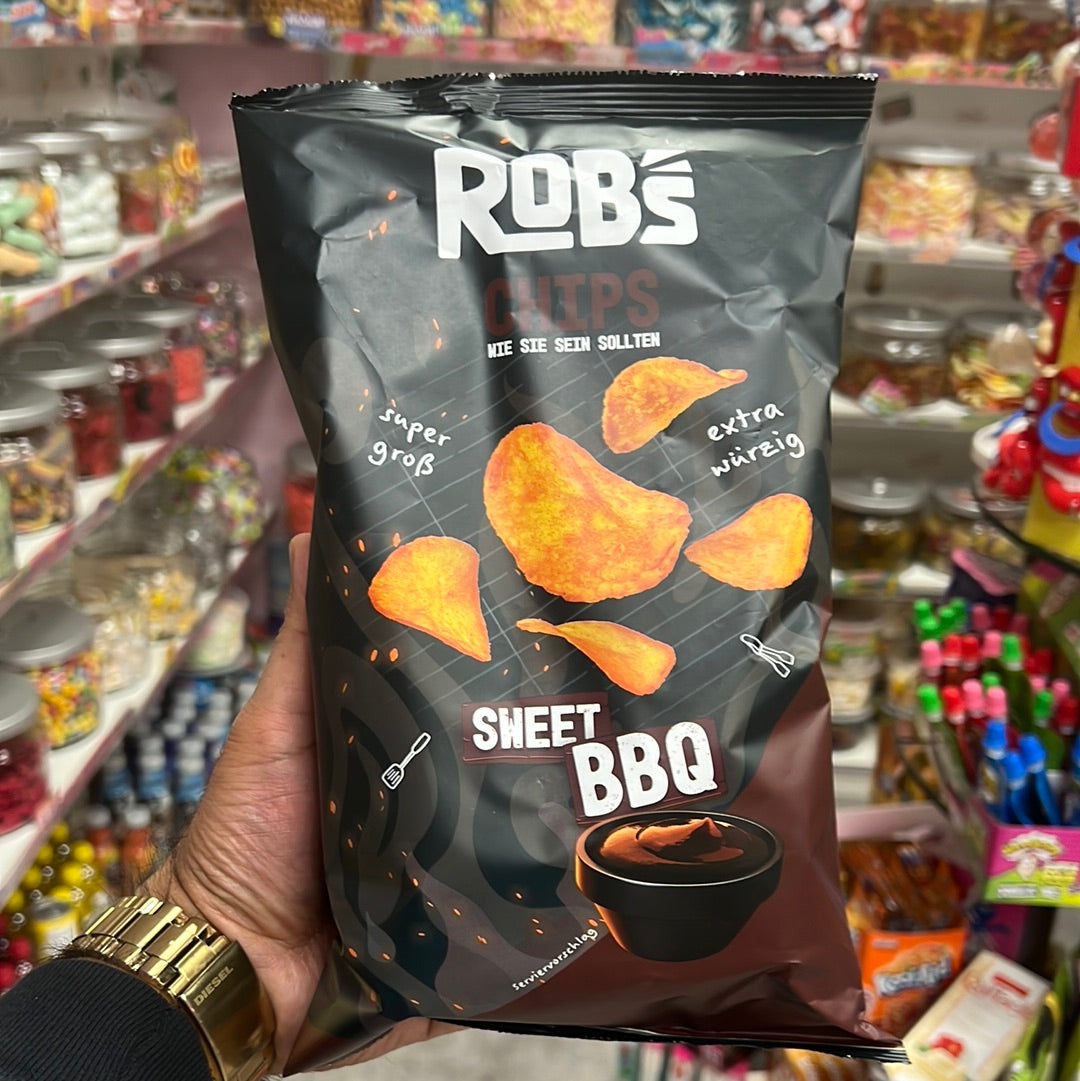 ROB'S
CHIPS
WIE SIE SEIN SOLLTEN
super
groß
extra
würzig
SWEET
BBQ
serviervorschlag
DIESEL